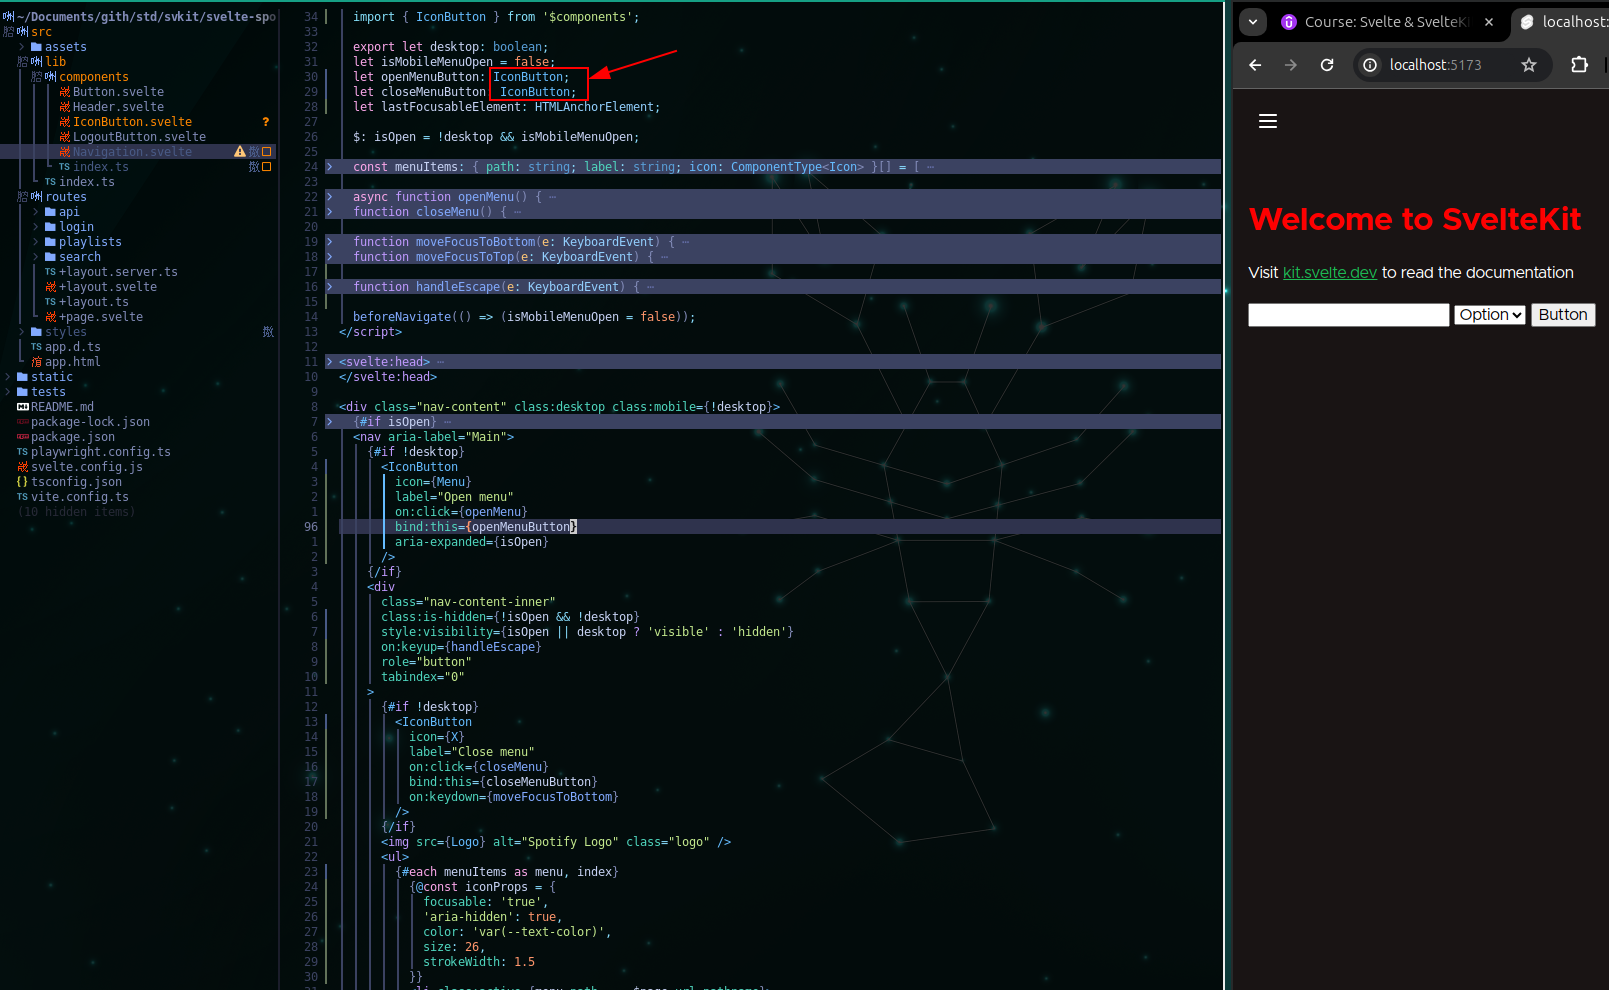 ~/Documents/gith/std/svkit/svelte-spo
src
assets
lib
components
Button.svelte
Header.svelte
IconButton.svelte ?
LogoutButton.svelte
Navigation.svelte
index.ts
TS index.ts
routes
api
login
playlists
search
TS +layout.server.ts
+layout.svelte
TS +layout.ts
+page.svelte
styles
TS app.d.ts
app.html
static
tests
README.md
package-lock.json
package.json
TS playwright.config.ts
svelte.config.js
{} tsconfig.json
TS vite.config.ts
(10 hidden items)
34 import { IconButton } from '$components';
33
32 export let desktop: boolean;
31 let isMobileMenuOpen = false;
30 let openMenuButton: IconButton;
29 let closeMenuButton: IconButton;
28 let lastFocusableElement: HTMLAnchorElement;
27
26 $: isOpen = !desktop && isMobileMenuOpen;
25
24 > const menuItems: { path: string; label: string; icon: ComponentType<Icon> }[] = [ ⋯
23
22 > async function openMenu() { ⋯
21 > function closeMenu() { ⋯
20
19 > function moveFocusToBottom(e: KeyboardEvent) { ⋯
18 > function moveFocusToTop(e: KeyboardEvent) { ⋯
17
16 > function handleEscape(e: KeyboardEvent) { ⋯
15
14 beforeNavigate(() => (isMobileMenuOpen = false));
13 </script>
12
11 > <svelte:head> ⋯
10 </svelte:head>
9
8 <div class="nav-content" class:desktop class:mobile={!desktop}>
7 > {#if isOpen} ⋯
6 <nav aria-label="Main">
5 {#if !desktop}
4 <IconButton
3 icon={Menu}
2 label="Open menu"
1 on:click={openMenu}
96 bind:this={openMenuButton}
1 aria-expanded={isOpen}
2 />
3 {/if}
4 <div
5 class="nav-content-inner"
6 class:is-hidden={!isOpen && !desktop}
7 style:visibility={isOpen || desktop ? 'visible' : 'hidden'}
8 on:keyup={handleEscape}
9 role="button"
10 tabindex="0"
11 >
12 {#if !desktop}
13 <IconButton
14 icon={X}
15 label="Close menu"
16 on:click={closeMenu}
17 bind:this={closeMenuButton}
18 on:keydown={moveFocusToBottom}
19 />
20 {/if}
21 <img src={Logo} alt="Spotify Logo" class="logo" />
22 <ul>
23 {#each menuItems as menu, index}
24 {@const iconProps = {
25 focusable: 'true',
26 'aria-hidden': true,
27 color: 'var(--text-color)',
28 size: 26,
29 strokeWidth: 1.5
30 }}
Course: Svelte & SvelteKi
localhost:
localhost:5173
Welcome to SvelteKit
Visit kit.svelte.dev to read the documentation
Option Button